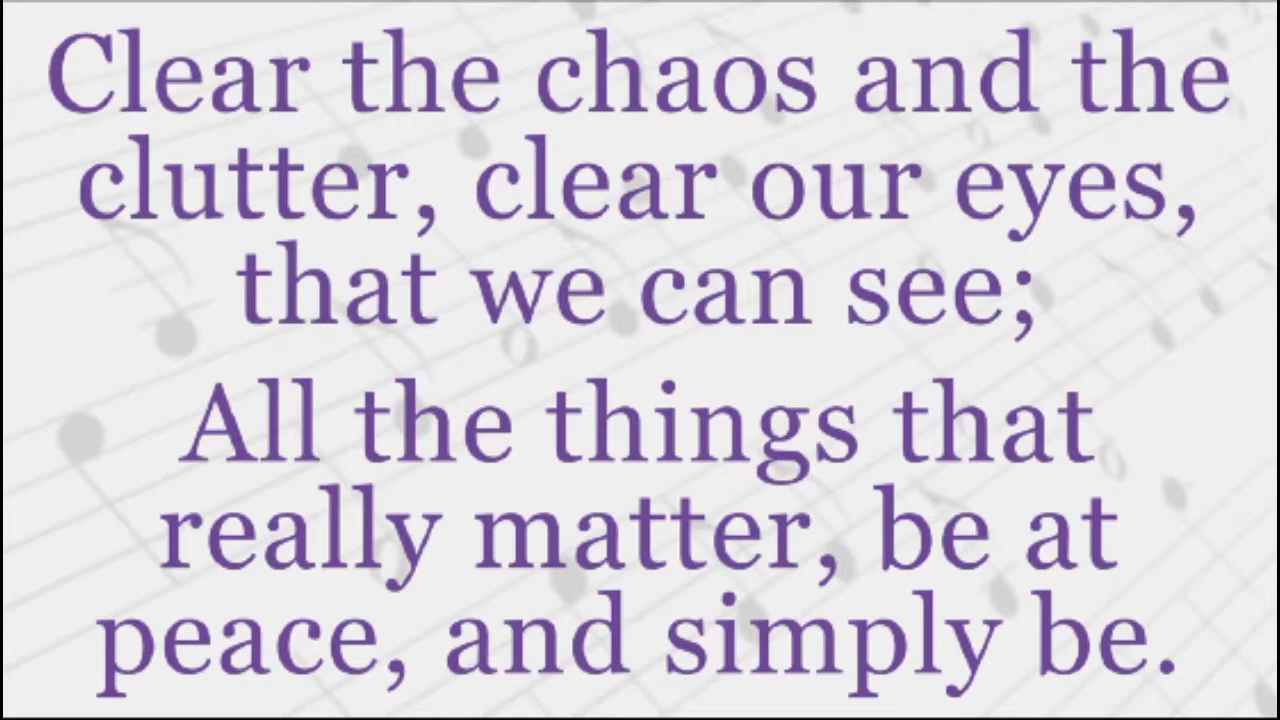 Clear the chaos and the
clutter, clear our eyes,
that we can see;
All the things that
really matter, be at
peace, and simply be.